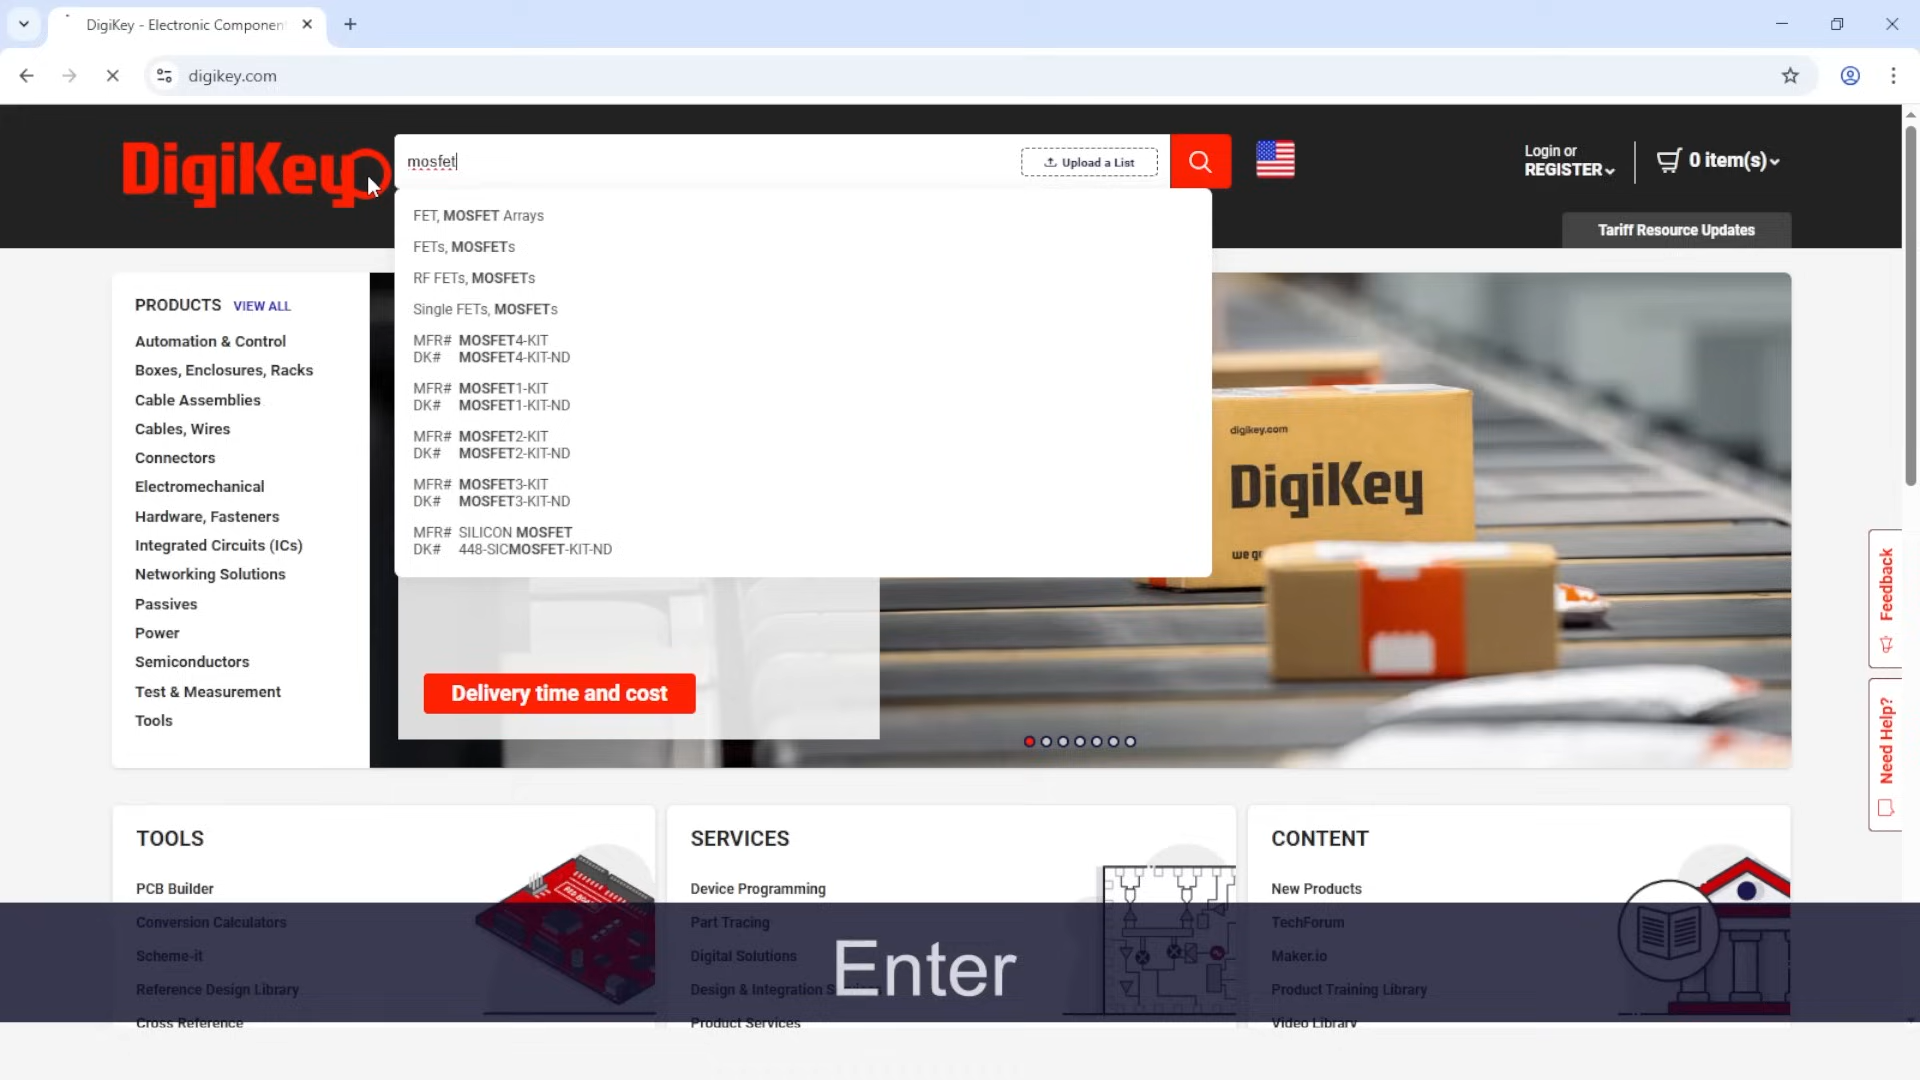 DigiKey - Electronic Componen
digikey.com
DigiKey
mosfet
Upload a List
Login or
REGISTER
0 item(s)
Tariff Resource Updates
FET, MOSFET Arrays
FETs, MOSFETs
RF FETs, MOSFETs
Single FETs, MOSFETs
MFR# MOSFET4-KIT
DK# MOSFET4-KIT-ND
MFR# MOSFET1-KIT
DK# MOSFET1-KIT-ND
MFR# MOSFET2-KIT
DK# MOSFET2-KIT-ND
MFR# MOSFET3-KIT
DK# MOSFET3-KIT-ND
MFR# SILICON MOSFET
DK# 448-SICMOSFET-KIT-ND
PRODUCTS VIEW ALL
Automation & Control
Boxes, Enclosures, Racks
Cable Assemblies
Cables, Wires
Connectors
Electromechanical
Hardware, Fasteners
Integrated Circuits (ICs)
Networking Solutions
Passives
Power
Semiconductors
Test & Measurement
Tools
digikey.com
DigiKey
we g
Delivery time and cost
Feedback
Need Help?
TOOLS
PCB Builder
Conversion Calculators
Scheme-it
Reference Design Library
Cross Reference
SERVICES
Device Programming
Part Tracing
Digital Solutions
Design & Integration S
Product Services
CONTENT
New Products
TechForum
Maker.io
Product Training Library
Video Library
Enter